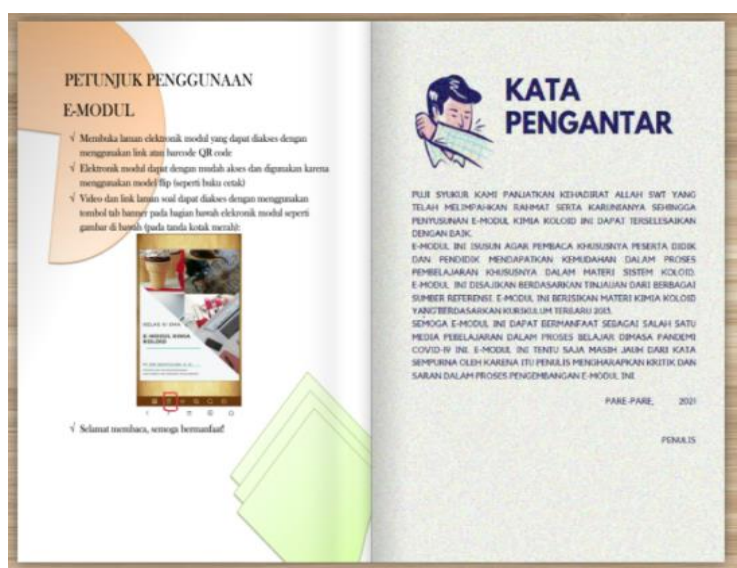 PETUNJUK PENGGUNAAN
E-MODUL
√ Membuka laman elektronik modul yang dapat diakses dengan
menggunakan link atau barcode QR code
√ Elektronik modul dapat dengan mudah akses dan digunakan karena
menggunakan model flip (seperti buku cetak)
√ Video dan link laman soal dapat diakses dengan menggunakan
tombol tab banner pada bagian bawah elektronik modul seperti
gambar di bawah (pada tanda kotak merah):
KELAS XI SMA
E-MODUL KIMIA
KOLOID
√ Selamat membaca, semoga bermanfaat!
KATA
PENGANTAR
PUJI SYUKUR KAMI PANJATKAN KEHADIRAT ALLAH SWT YANG
TELAH MELIMPAHKAN RAHMAT SERTA KARUNIANYA SEHINGGA
PENYUSUNAN E-MODUL KIMIA KOLOID INI DAPAT TERSELESAIKAN
DENGAN BAIK.
E-MODUL INI ISUSUN AGAR PEMBACA KHUSUSNYA PESERTA DIDIK
DAN PENDIDIK MENDAPATKAN KEMUDAHAN DALAM PROSES
PEMBELAJARAN KHUSUSNYA DALAM MATERI SISTEM KOLOID.
E-MODUL INI DISAJIKAN BERDASARKAN TINJAUAN DARI BERBAGAI
SUMBER REFERENSI. E-MODUL INI BERISIKAN MATERI KIMIA KOLOID
YANG BERDASARKAN KURIKULUM TERBARU 2013.
SEMOGA E-MODUL INI DAPAT BERMANFAAT SEBAGAI SALAH SATU
MEDIA PEBELAJARAN DALAM PROSES BELAJAR DIMASA PANDEMI
COVID-19 INI. E-MODUL INI TENTU SAJA MASIH JAUH DARI KATA
SEMPURNA OLEH KARENA ITU PENULIS MENGHARAPKAN KRITIK DAN
SARAN DALAM PROSES PENGEMBANGAN E-MODUL INI
PARE-PARE, 2021
PENULIS